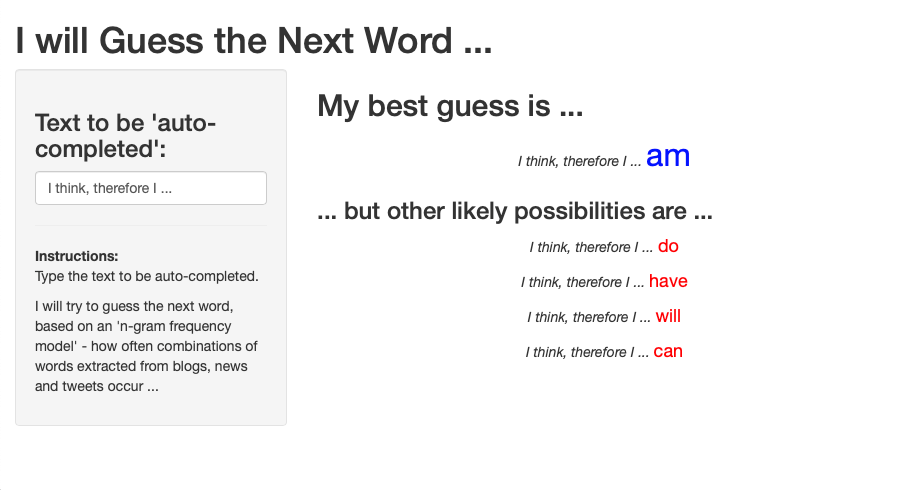 I will Guess the Next Word ...
Text to be 'auto-
completed':
I think, therefore I ...
Instructions:
Type the text to be auto-completed.
I will try to guess the next word,
based on an 'n-gram frequency
model' - how often combinations of
words extracted from blogs, news
and tweets occur ...
My best guess is ...
I think, therefore I ... am
... but other likely possibilities are ...
I think, therefore I ... do
I think, therefore I ... have
I think, therefore I ... will
I think, therefore I ... can